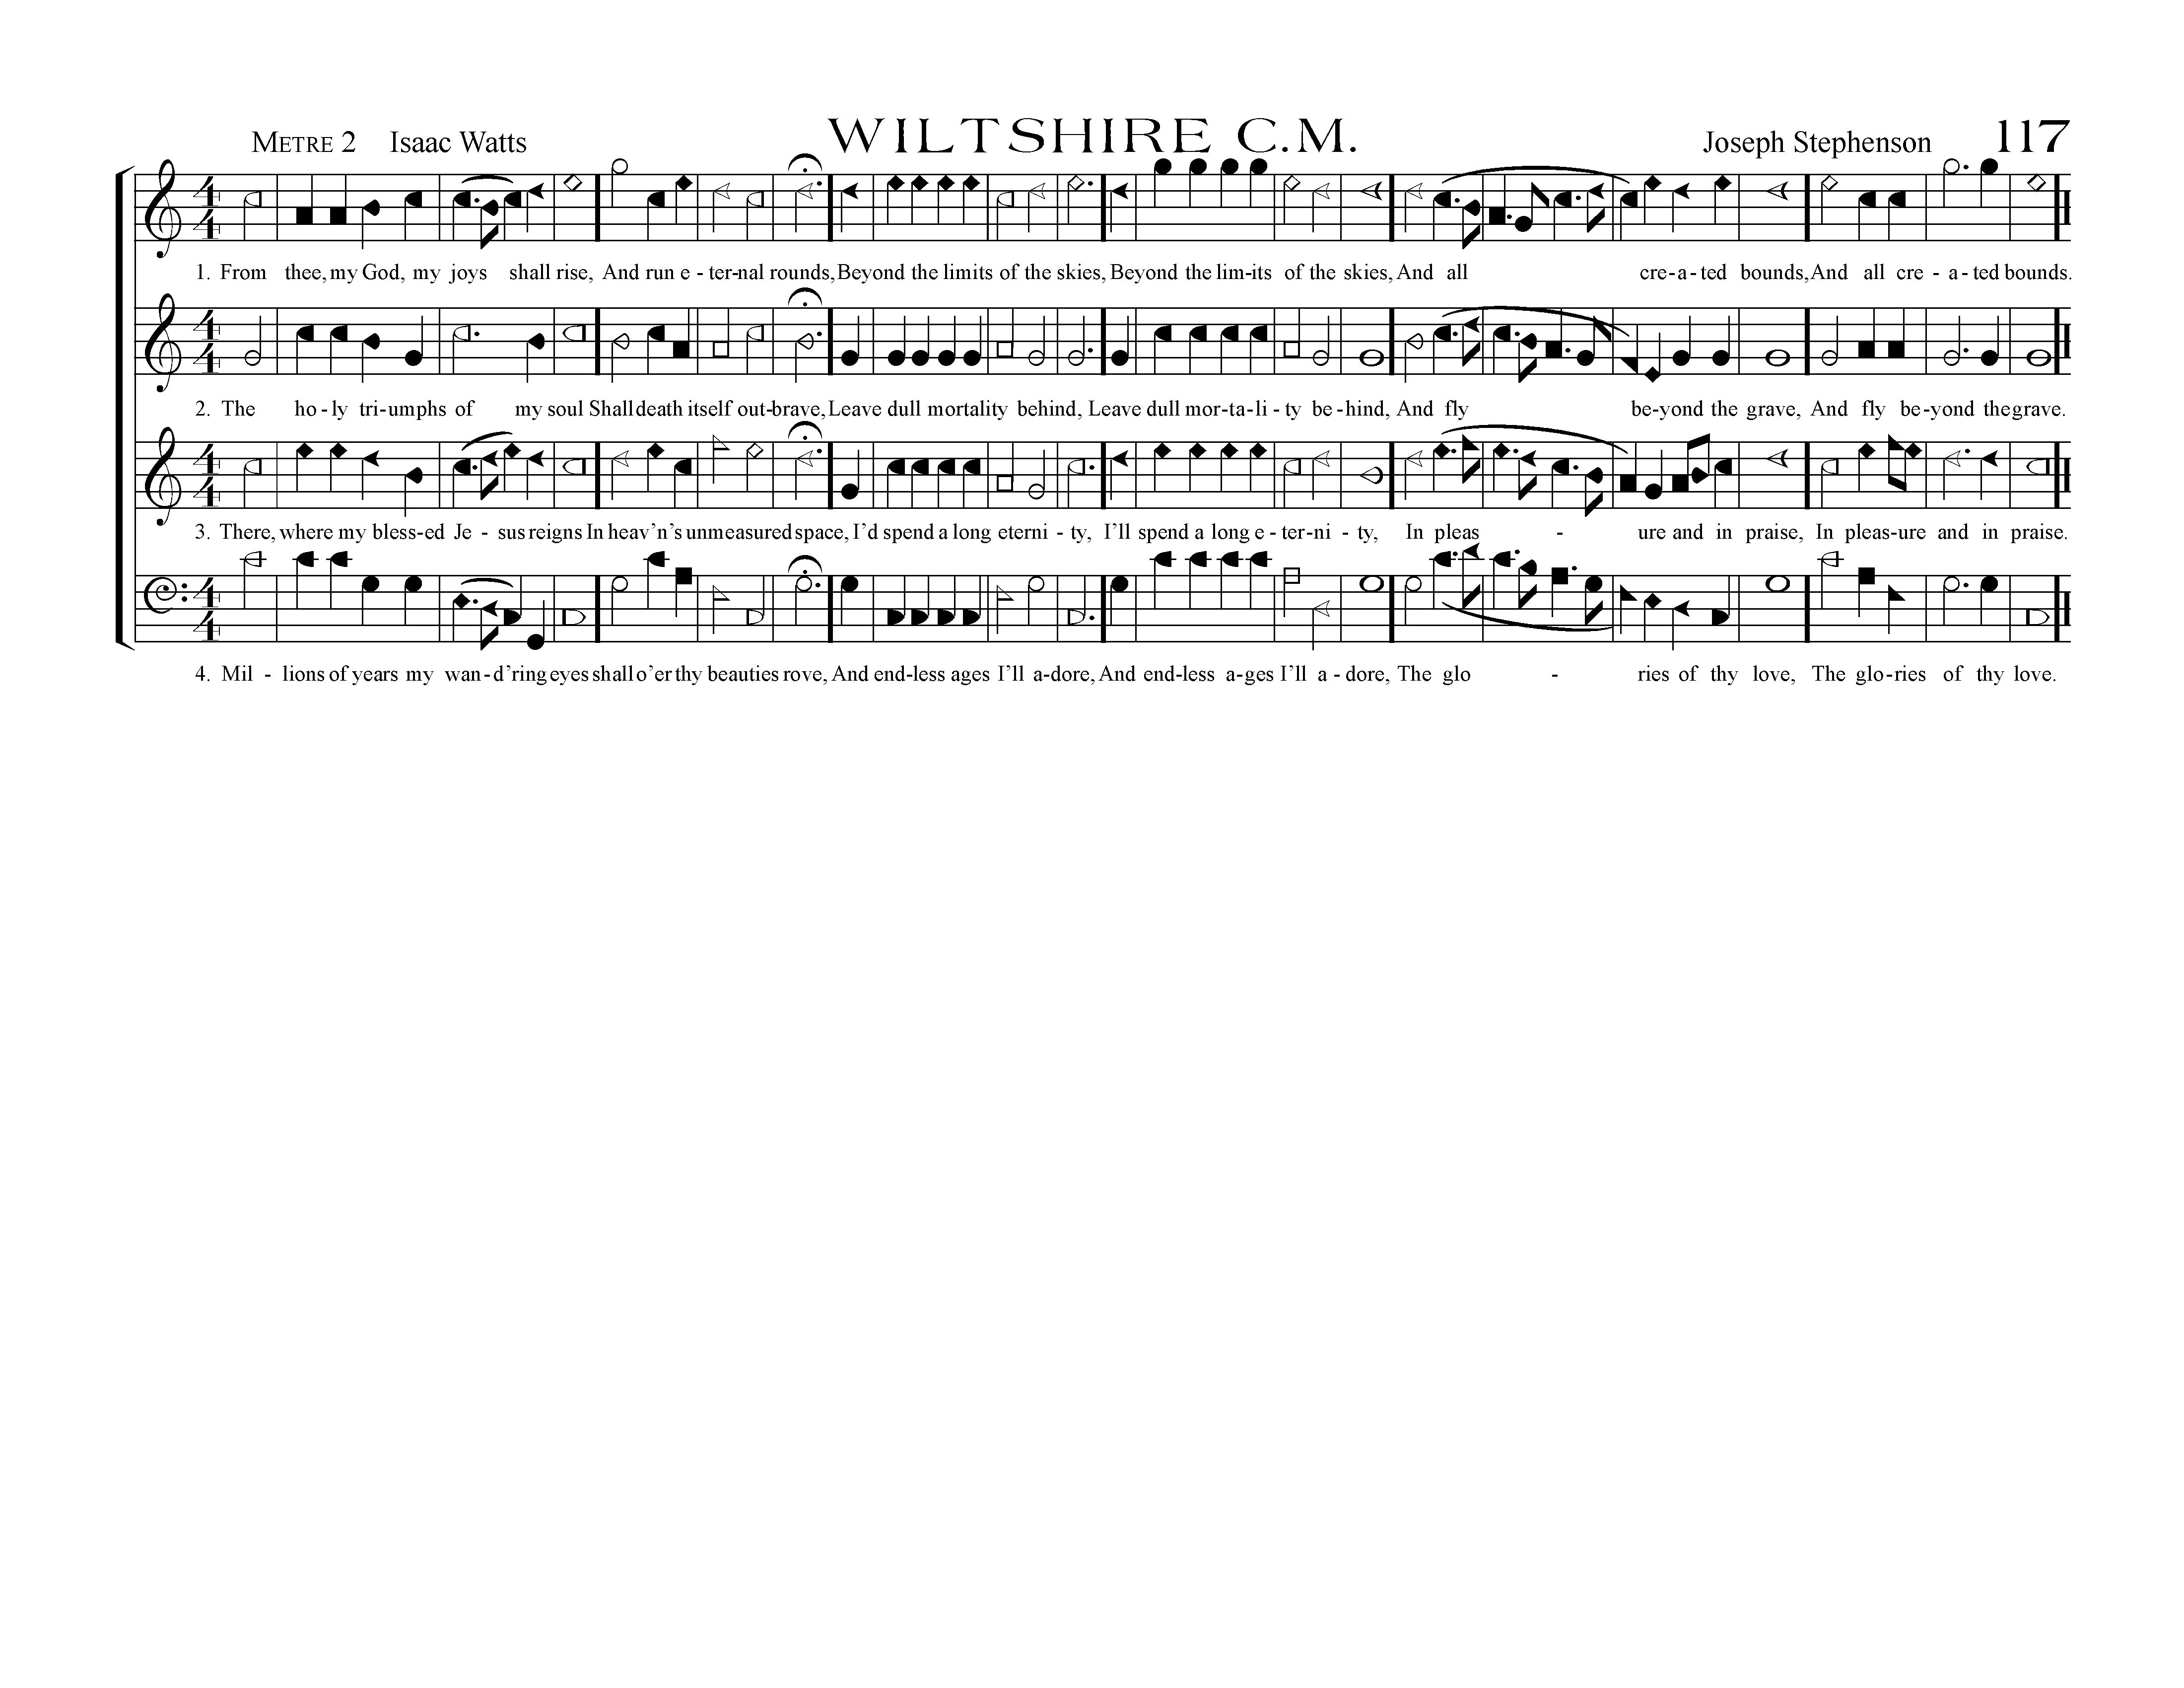 METRE 2 Isaac Watts WILTSHIRE C.M. Joseph Stephenson 117
4 4
1. From thee, my God, my joys shall rise, And run e - ter-nal rounds, Beyond the limits of the skies, Beyond the lim-its of the skies, And all cre-a-ted bounds, And all cre - a-ted bounds.
4 4
2. The ho-ly tri-umphs of my soul Shall death itself out-brave, Leave dull mortality behind, Leave dull mor-ta-li-ty be-hind, And fly be-yond the grave, And fly be-yond the grave.
4 4
3. There, where my bless-ed Je - sus reigns In heav'n's unmeasured space, I'd spend a long eterni - ty, I'll spend a long e-ter-ni - ty, In pleas - ure and in praise, In pleas-ure and in praise.
4 4
4. Mil - lions of years my wan-d'ring eyes shall o'er thy beauties rove, And end-less ages I'll a-dore, And end-less a-ges I'll a-dore, The glo - ries of thy love, The glo-ries of thy love.